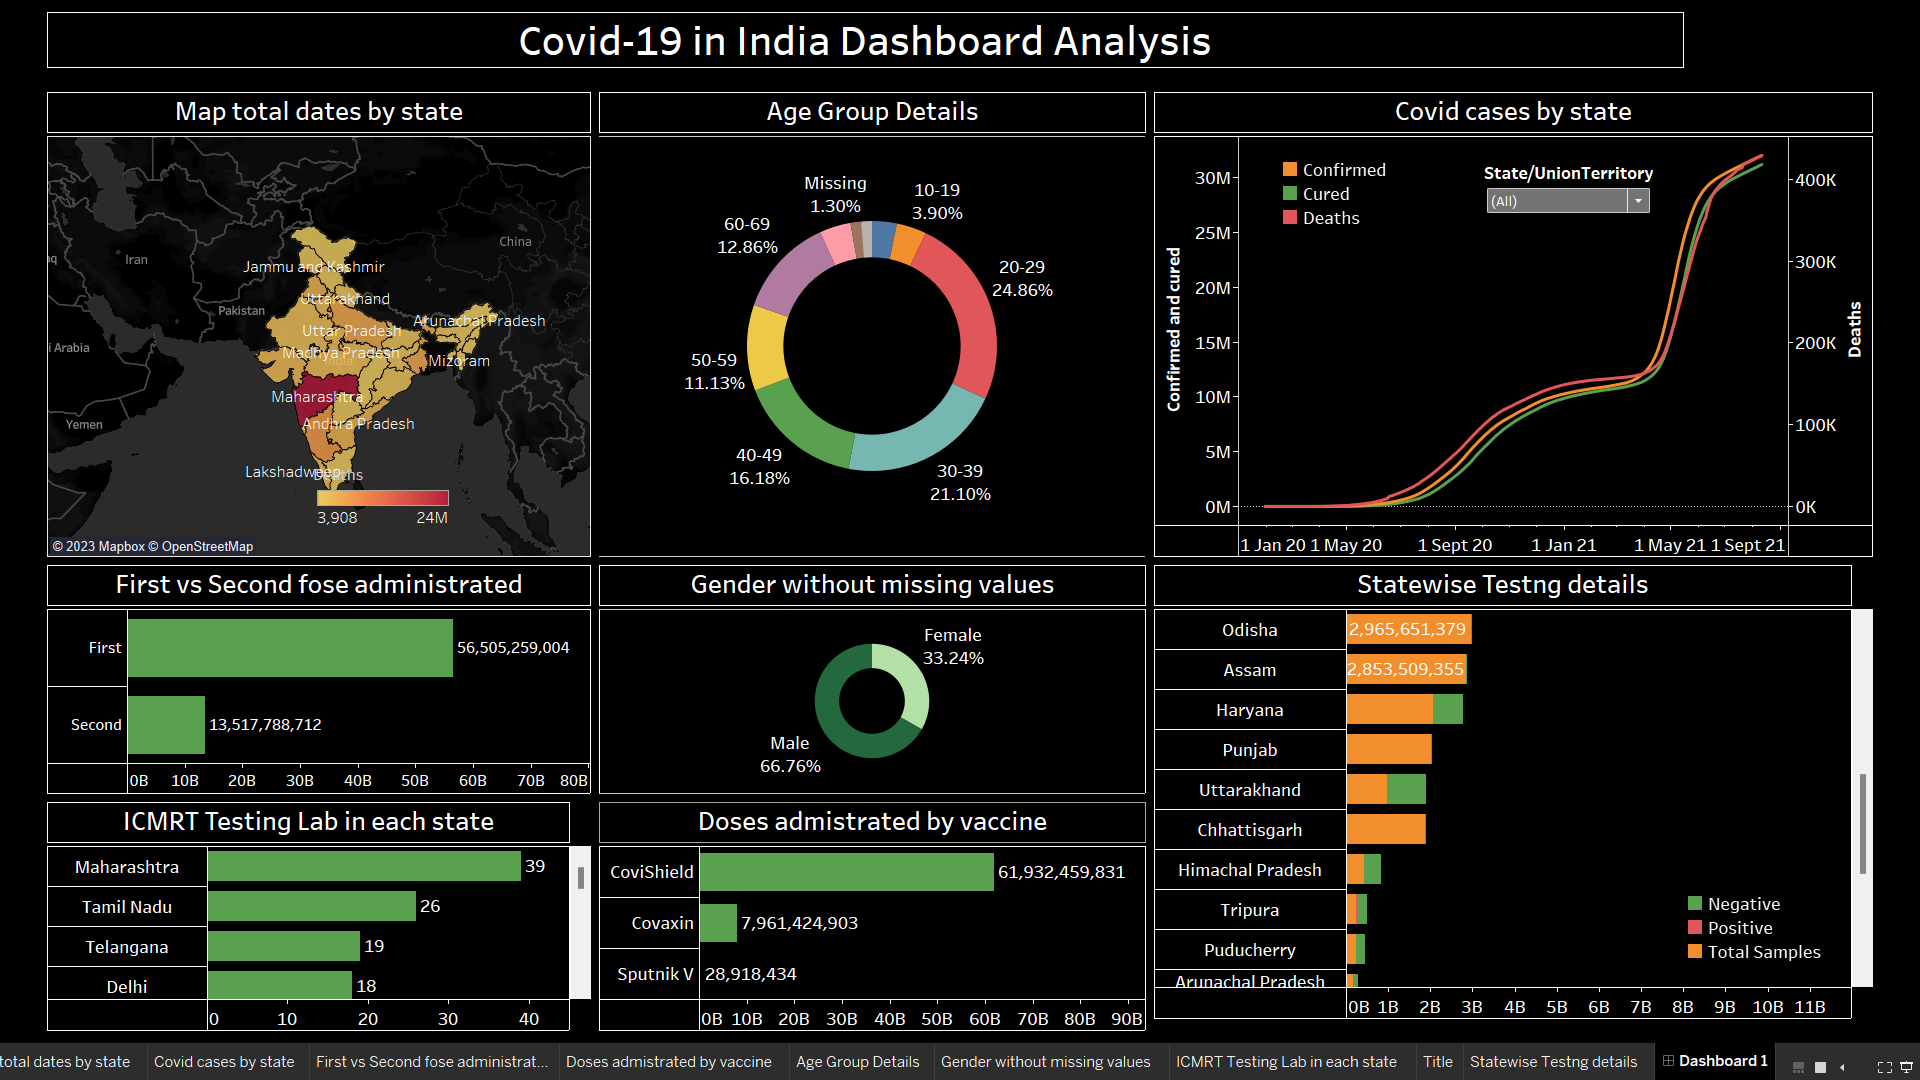 Covid-19 in India Dashboard Analysis
Map total dates by state
China
Iran
Jammu and Kashmir
Uttarakhand
Pakistan
Arunachal Pradesh
Uttar Pradesh
i Arabia
Madhya Pradesh
Mizoram
Maharashtra
Yemen
Andhra Pradesh
Lakshadweep
Deaths
3,908 24M
© 2023 Mapbox © OpenStreetMap
Age Group Details
Missing
1.30%
10-19
3.90%
60-69
12.86%
20-29
24.86%
50-59
11.13%
40-49
16.18%
30-39
21.10%
Covid cases by state
Confirmed
Cured
Deaths
State/UnionTerritory
(All)
Confirmed and cured
30M
25M
20M
15M
10M
5M
0M
400K
300K
200K
100K
0K
Deaths
1 Jan 20 1 May 20 1 Sept 20 1 Jan 21 1 May 21 1 Sept 21
First vs Second fose administrated
First 56,505,259,004
Second 13,517,788,712
0B 10B 20B 30B 40B 50B 60B 70B 80B
Gender without missing values
Female
33.24%
Male
66.76%
Statewise Testng details
Odisha 2,965,651,379
Assam 2,853,509,355
Haryana
Punjab
Uttarakhand
Chhattisgarh
Himachal Pradesh
Tripura
Puducherry
Arunachal Pradesh
Negative
Positive
Total Samples
0B 1B 2B 3B 4B 5B 6B 7B 8B 9B 10B 11B
ICMRT Testing Lab in each state
Maharashtra 39
Tamil Nadu 26
Telangana 19
Delhi 18
0 10 20 30 40
Doses admistrated by vaccine
CoviShield 61,932,459,831
Covaxin 7,961,424,903
Sputnik V 28,918,434
0B 10B 20B 30B 40B 50B 60B 70B 80B 90B
total dates by state Covid cases by state First vs Second fose administrat... Doses admistrated by vaccine Age Group Details Gender without missing values ICMRT Testing Lab in each state Title Statewise Testng details Dashboard 1